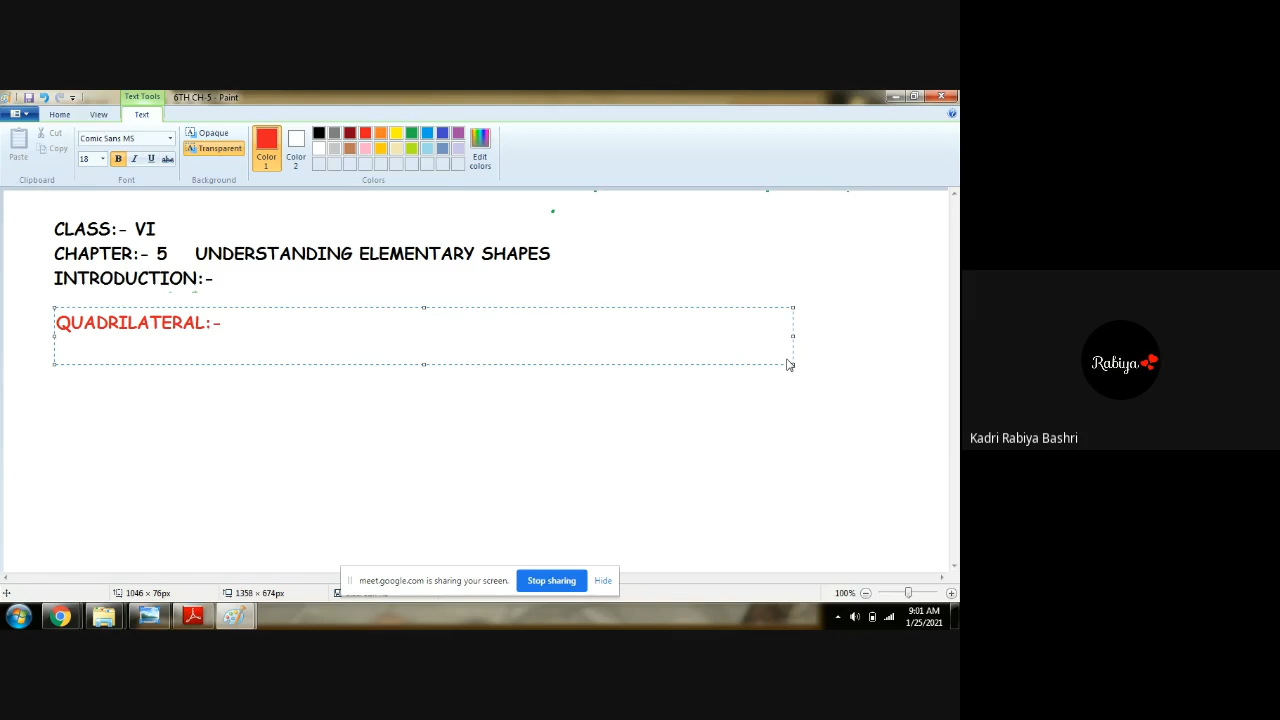 Text Tools
6TH CH-5 - Paint
Home View Text
Paste
Cut
Copy
Clipboard
Comic Sans MS
18 B I U abc
Font
Opaque
Transparent
Background
Color 1
Color 2
Edit colors
Colors
CLASS:- VI
CHAPTER:- 5 UNDERSTANDING ELEMENTARY SHAPES
INTRODUCTION:-
QUADRILATERAL:-
meet.google.com is sharing your screen. Stop sharing Hide
1046 × 76px
1358 × 674px
100%
9:01 AM
1/25/2021
Rabiya
Kadri Rabiya Bashri